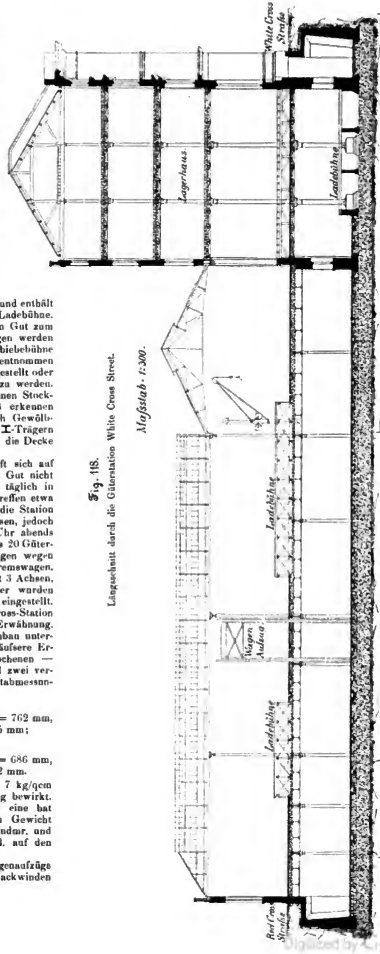 und enthält
Ladebühne.
n Gut zum
gen werden
biebebühne
entnommen
estellt oder
zu werden.
nen Stock-
erkennen
h Gewölb-
I-Trägern
die Decke
ft sich auf
Gut nicht
täglich in
reffen etwa
die Station
sen, jedoch
Uhr abends
s 20 Güter-
gen wegen
remswagen.
t 3 Achsen,
er wurden
eingestellt.
ross-Station
Erwähnung.
nbau unter-
äufsere Er-
ochenen —
l zwei ver-
tabmessun-
= 762 mm,
5 mm;
= 686 mm,
2 mm.
7 kg/qcm
g bewirkt.
eine hat
n Gewicht
ndmr. und
l. auf den
genaufzüge
ackwinden
Fig. 118.
Längsschnitt durch die Güterstation White Cross Street.
Mafsstab - 1:300.
Red Cross
Straße
Ladebühne
Wagen
Aufzug.
Ladebühne
Lagerhaus
Ladebühne
White Cross
Straße
Digitized by